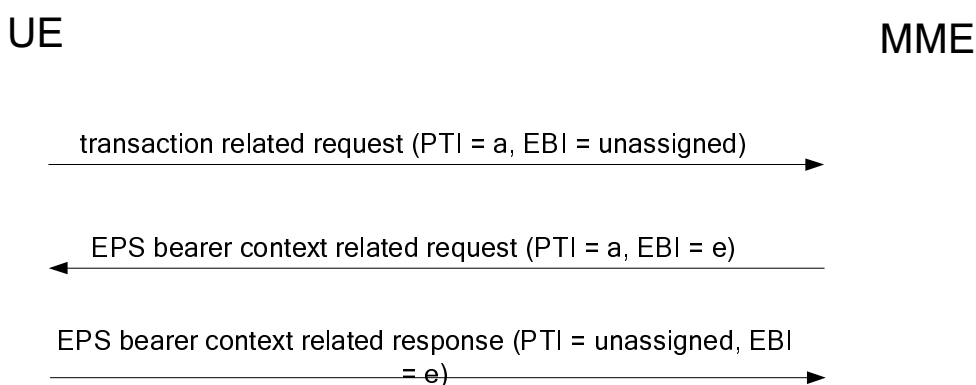 UE
MME
transaction related request (PTI = a, EBI = unassigned)
EPS bearer context related request (PTI = a, EBI = e)
EPS bearer context related response (PTI = unassigned, EBI
= e)